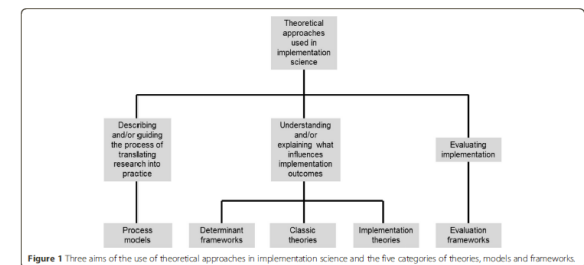 Theoretical
approaches
used in
implementation
science
Describing
and/or guiding
the process of
translating
research into
practice
Understanding
and/or
explaining what
influences
implementation
outcomes
Evaluating
implementation
Process
models
Determinant
frameworks
Classic
theories
Implementation
theories
Evaluation
frameworks
Figure 1 Three aims of the use of theoretical approaches in implementation science and the five categories of theories, models and frameworks.